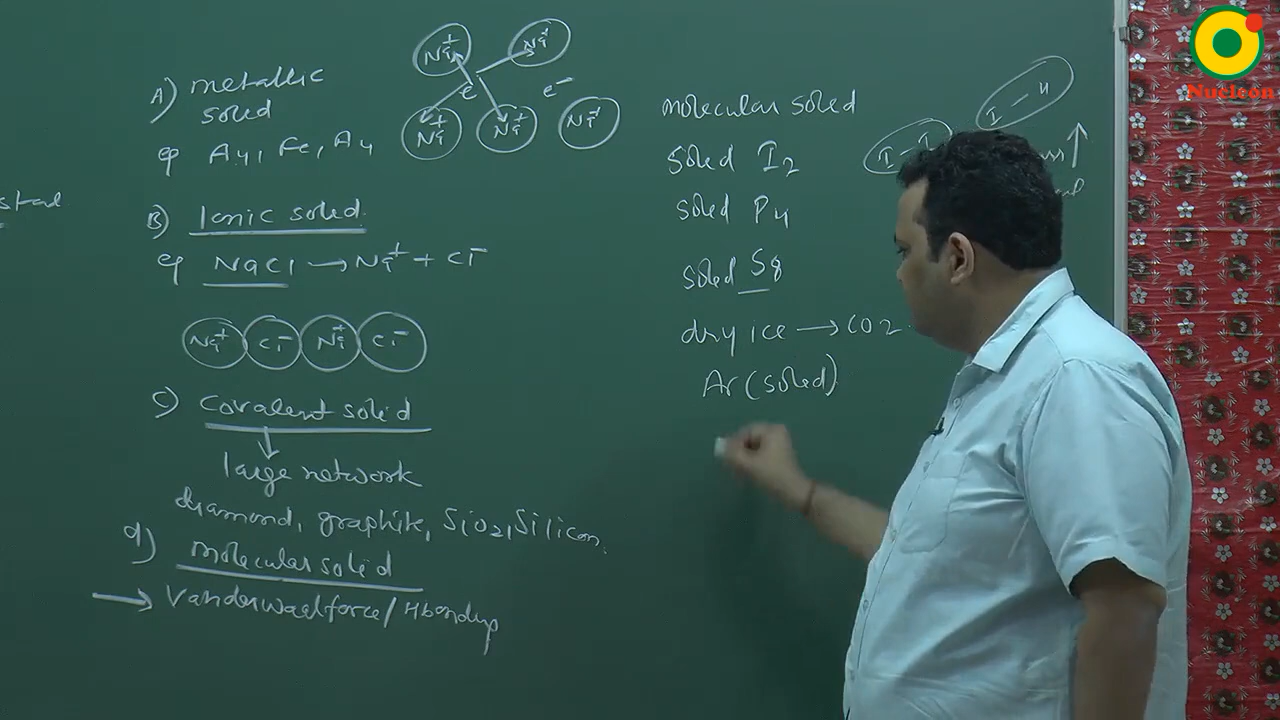 A) metallic
solid
eg Au, Fe, Ag
Na+ Na+
e- e-
Na+ Na+ Na+
B) Ionic solid
eg NaCl → Na+ + Cl-
Na+ Cl- Na+ Cl-
C) Covalent solid
large network
diamond, graphite, SiO2, Silicon.
d) molecular solid
→ Vanderwaal force / H bonding
molecular solid
solid I2
solid P4
solid S8
dry ice → CO2
Ar (solid)
I - I
Nucleon